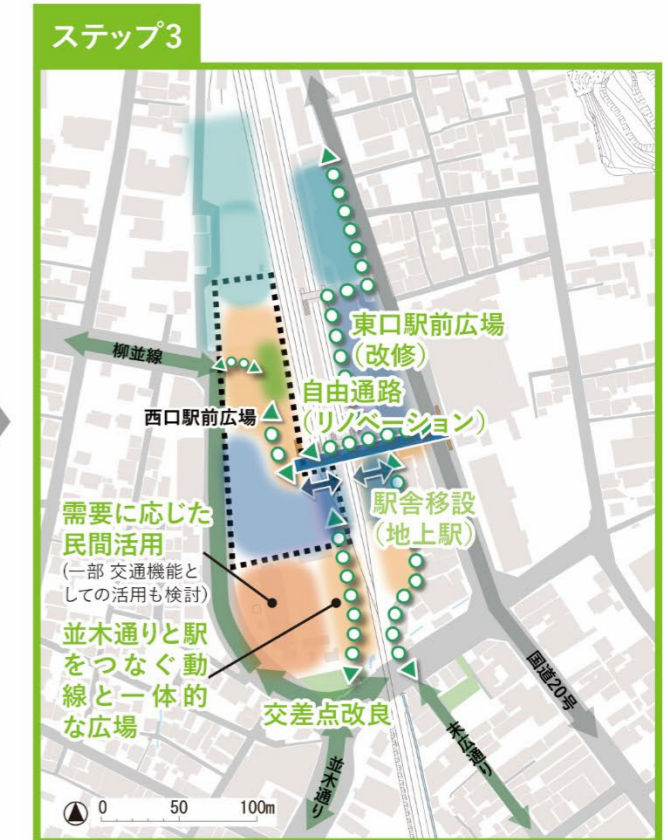 ステップ3
東口駅前広場
（改修）
柳並線
自由通路
（リノベーション）
西口駅前広場
駅舎移設
（地上駅）
需要に応じた
民間活用
(一部 交通機能と
しての活用も検討)
並木通りと駅
をつなぐ動
線と一体的
な広場
交差点改良
国道20号
末広通り
並木通り
0 50 100m